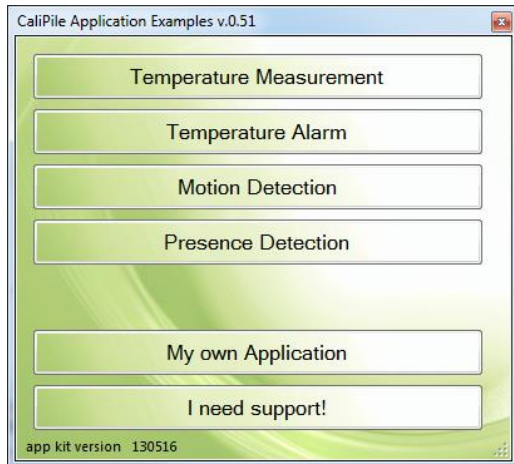 CaliPile Application Examples v.0.51
Temperature Measurement
Temperature Alarm
Motion Detection
Presence Detection
My own Application
I need support!
app kit version 130516